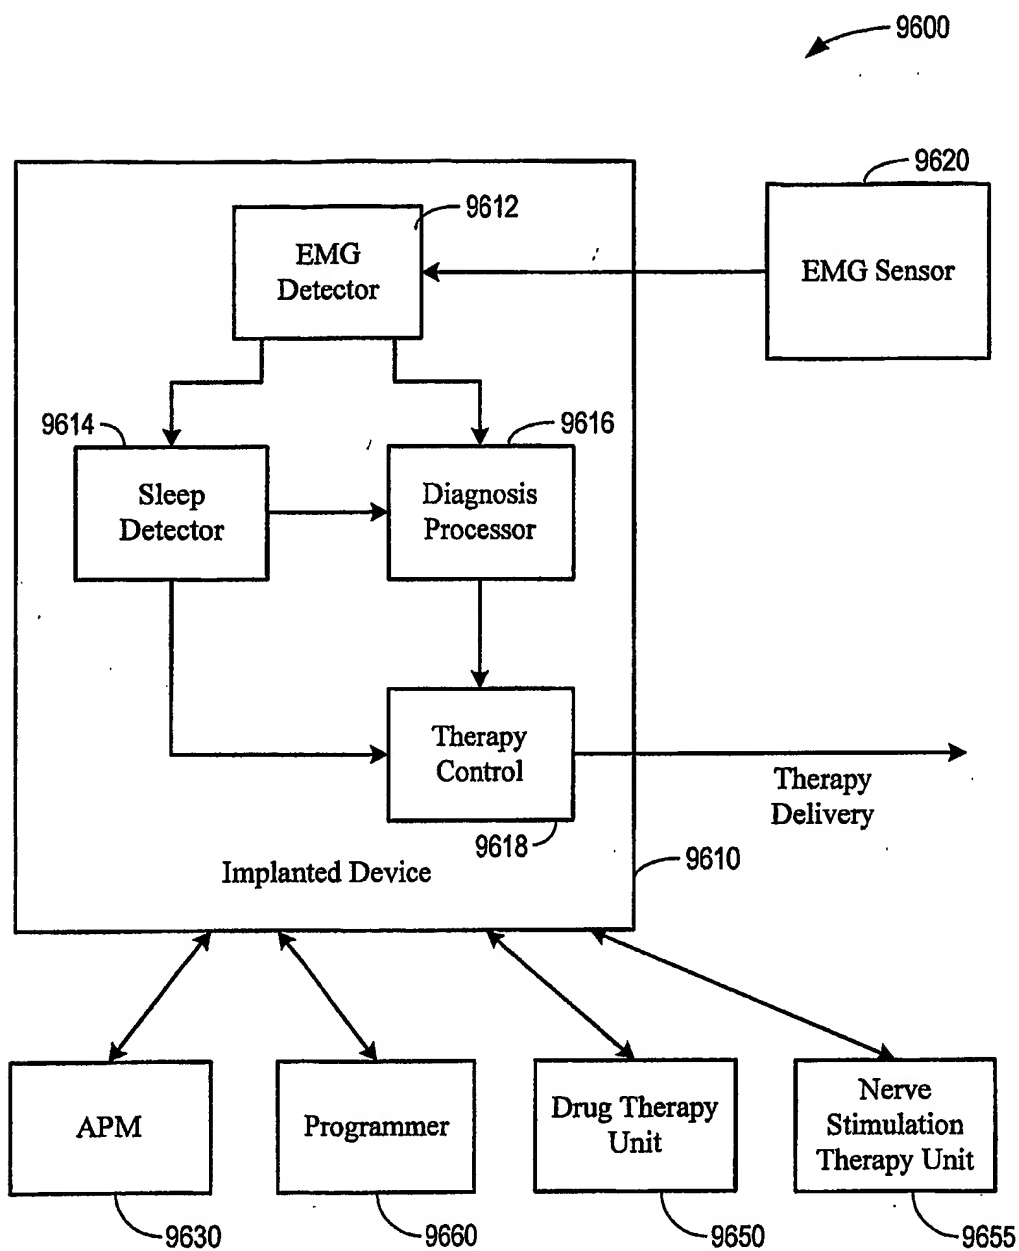 9600
9620
9612
EMG
Detector
EMG Sensor
9614
9616
Sleep
Detector
Diagnosis
Processor
Therapy
Control
Therapy
Delivery
9618
9610
Implanted Device
APM
Programmer
Drug Therapy
Unit
Nerve
Stimulation
Therapy Unit
9630
9660
9650
9655